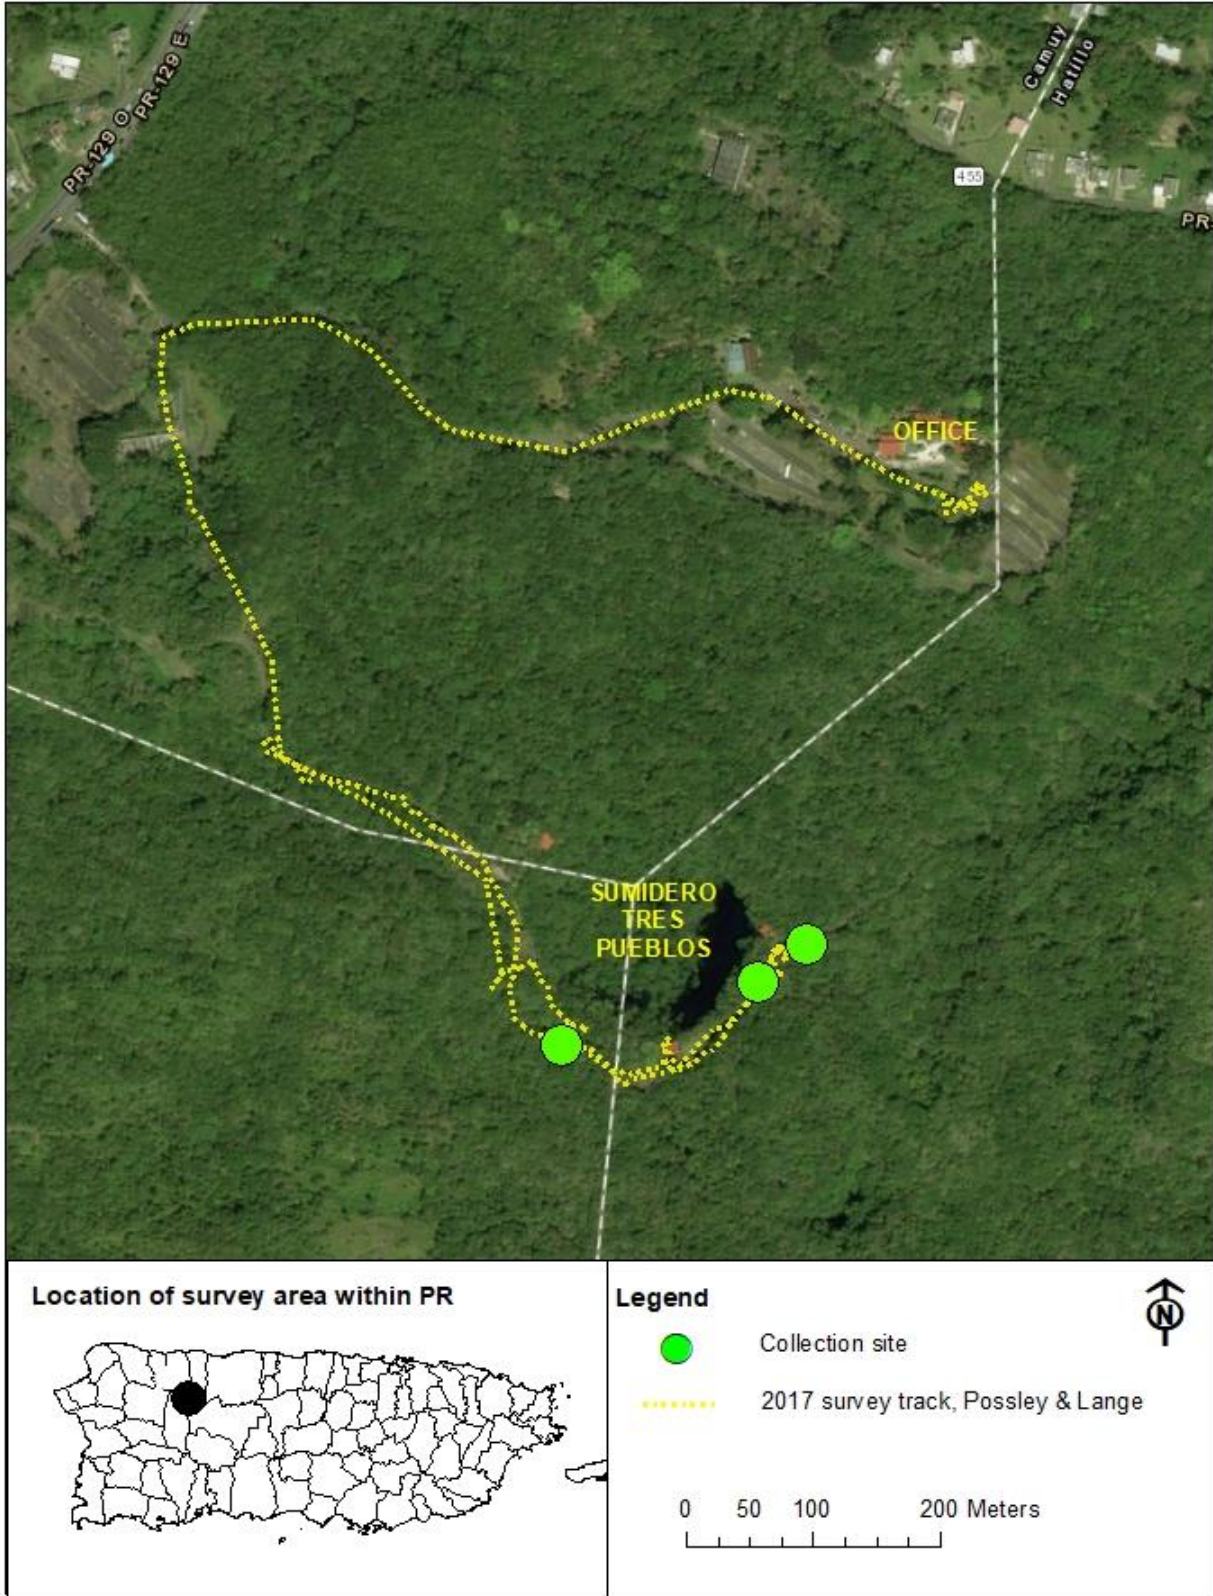 Camuy
Hatillo
PR-129 O
PR-129 E
455
PR-
OFFICE
SUMIDERO
TRES
PUEBLOS
Location of survey area within PR
Legend
N
Collection site
2017 survey track, Possley & Lange
0 50 100 200 Meters